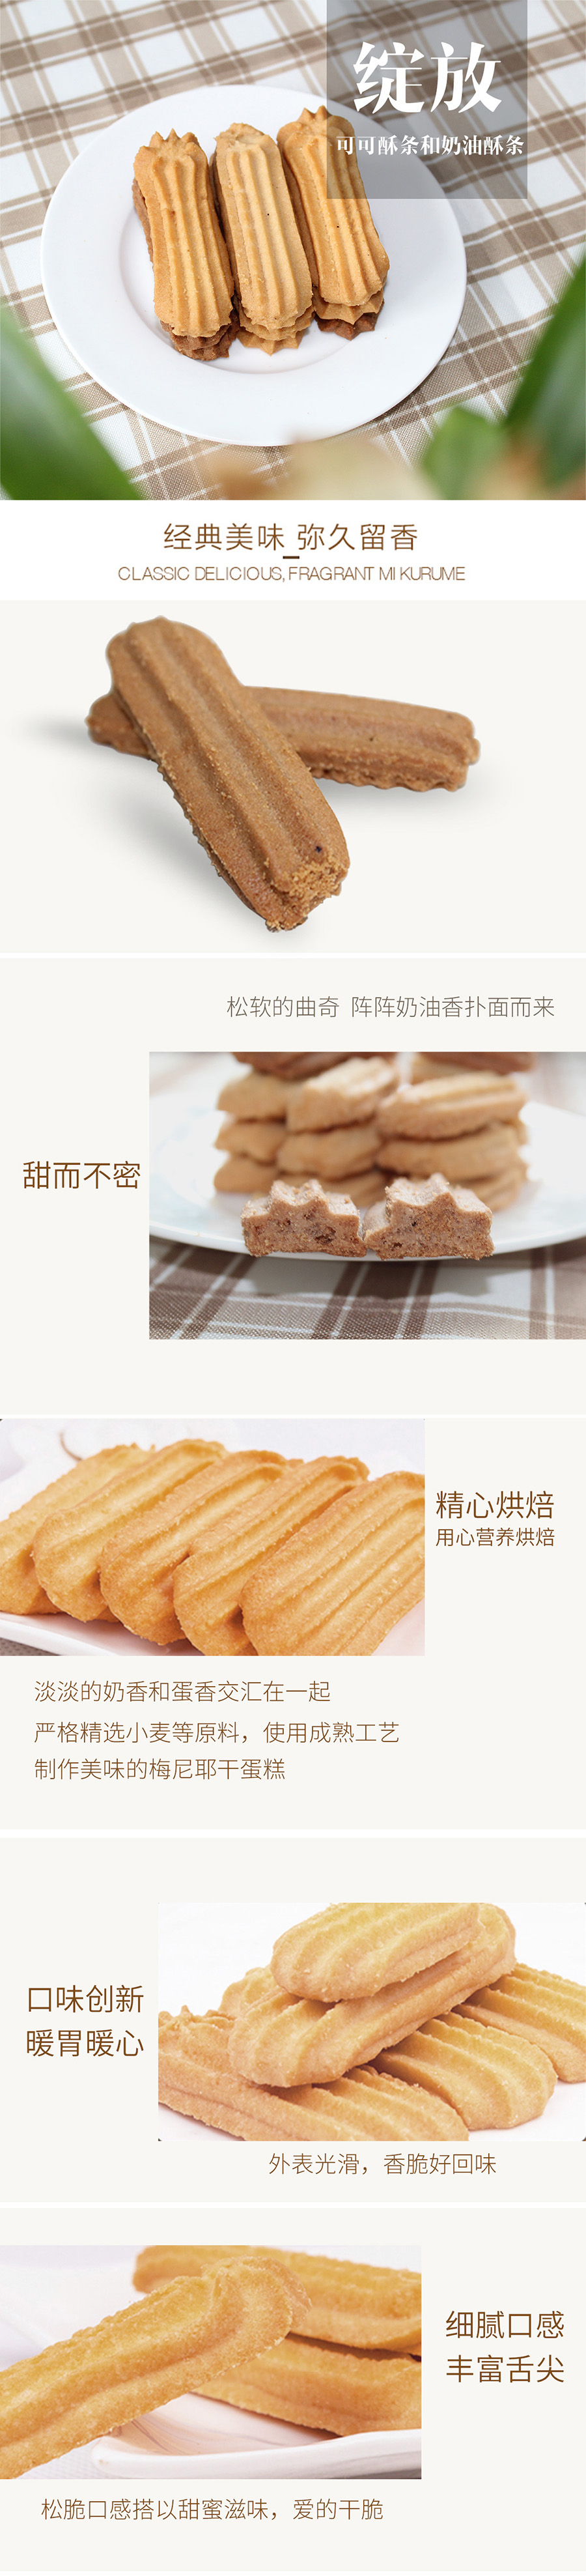 绽放
可可酥条和奶油酥条
经典美味 弥久留香
CLASSIC DELICIOUS, FRAGRANT MI KURUME
松软的曲奇 阵阵奶油香扑面而来
甜而不密
精心烘焙
用心营养烘焙
淡淡的奶香和蛋香交汇在一起
严格精选小麦等原料，使用成熟工艺
制作美味的梅尼耶干蛋糕
口味创新
暖胃暖心
外表光滑，香脆好回味
细腻口感
丰富舌尖
松脆口感搭以甜蜜滋味，爱的干脆